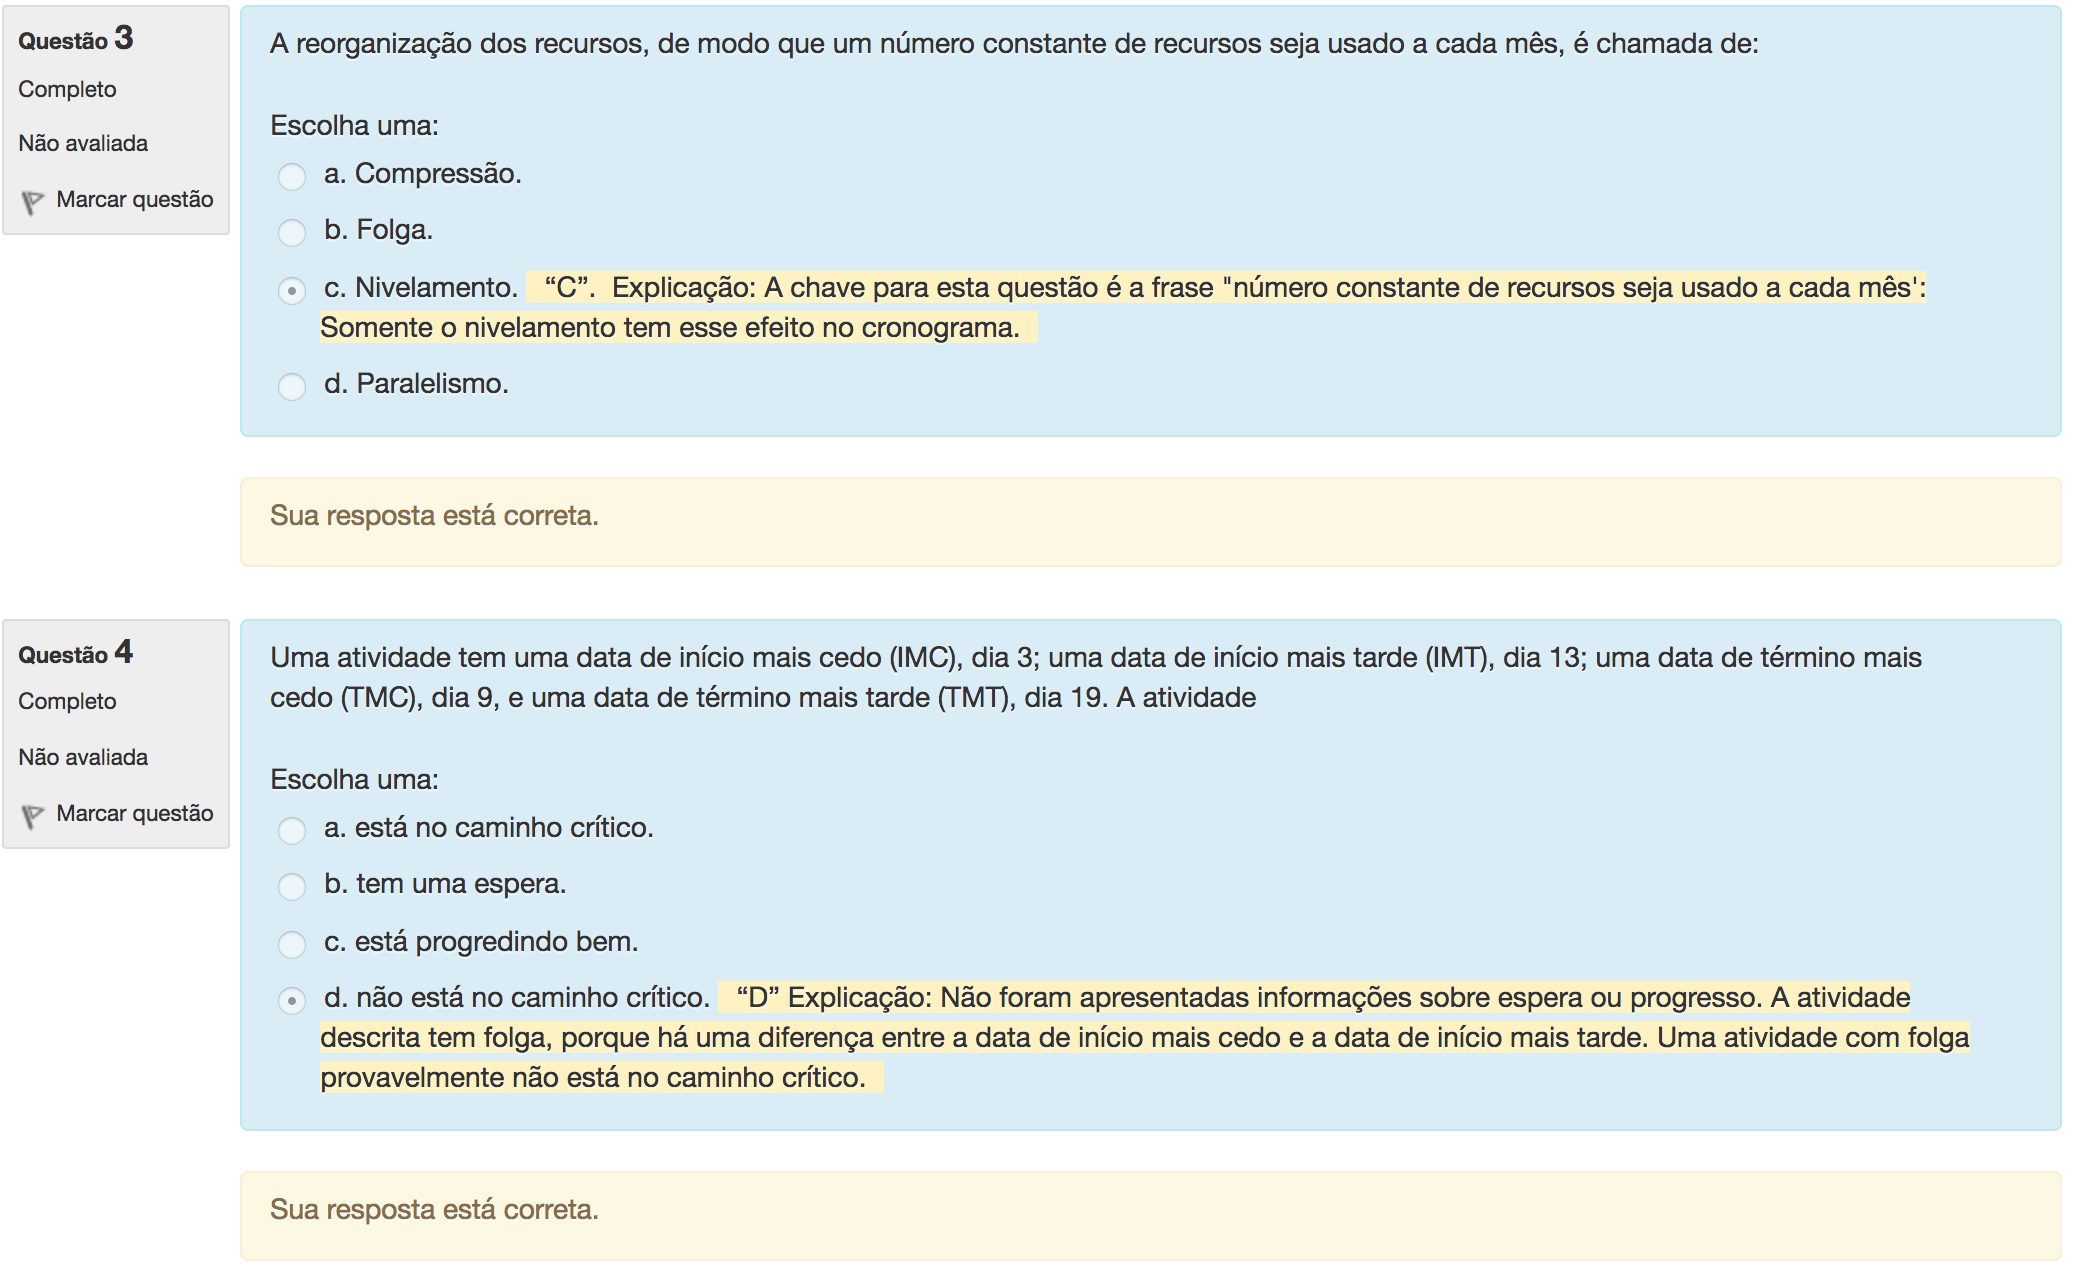 Questão 3
Completo
Não avaliada
Marcar questão
A reorganização dos recursos, de modo que um número constante de recursos seja usado a cada mês, é chamada de:
Escolha uma:
a. Compressão.
b. Folga.
c. Nivelamento. “C”. Explicação: A chave para esta questão é a frase "número constante de recursos seja usado a cada mês':
Somente o nivelamento tem esse efeito no cronograma.
d. Paralelismo.
Sua resposta está correta.
Questão 4
Completo
Não avaliada
Marcar questão
Uma atividade tem uma data de início mais cedo (IMC), dia 3; uma data de início mais tarde (IMT), dia 13; uma data de término mais
cedo (TMC), dia 9, e uma data de término mais tarde (TMT), dia 19. A atividade
Escolha uma:
a. está no caminho crítico.
b. tem uma espera.
c. está progredindo bem.
d. não está no caminho crítico. “D” Explicação: Não foram apresentadas informações sobre espera ou progresso. A atividade
descrita tem folga, porque há uma diferença entre a data de início mais cedo e a data de início mais tarde. Uma atividade com folga
provavelmente não está no caminho crítico.
Sua resposta está correta.